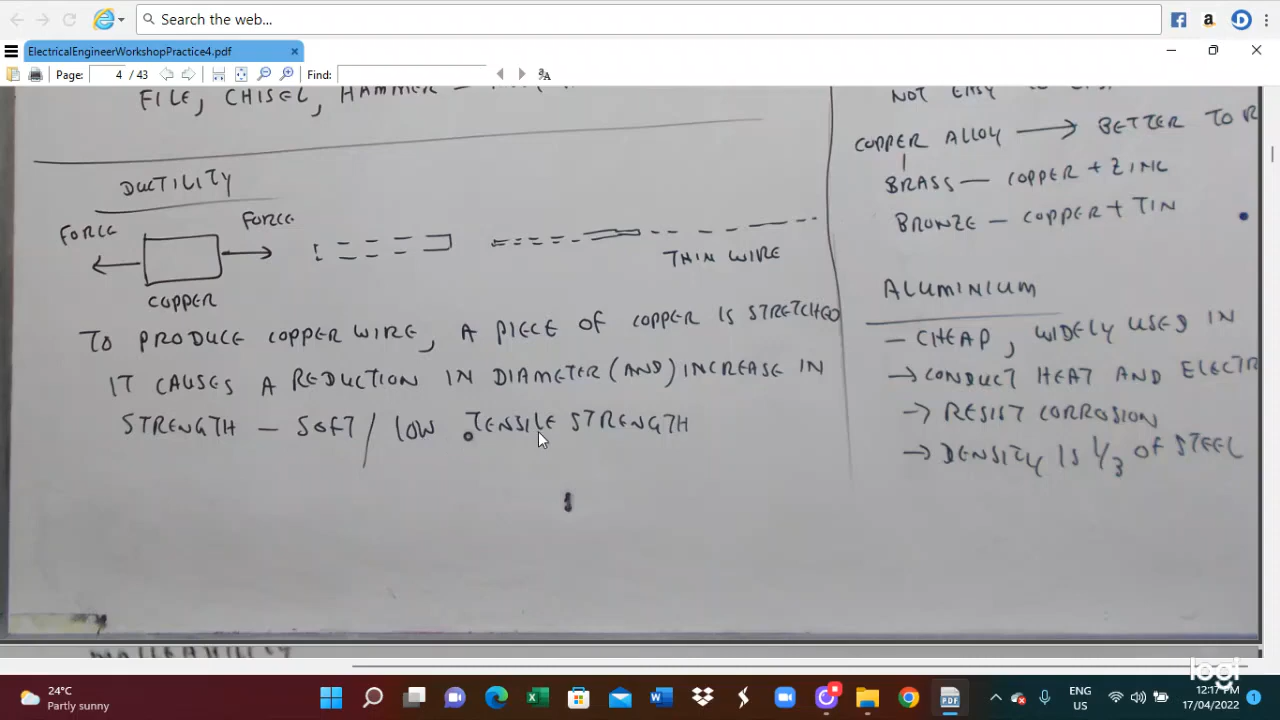 Search the web...
ElectricalEngineerWorkshopPractice4.pdf
Page: 4 / 43 Find:
FILE, CHISEL, HAMMER –
DUCTILITY
FORCE FORCE
COPPER
THIN WIRE
TO PRODUCE COPPER WIRE, A PIECE OF COPPER IS STRETCHED
IT CAUSES A REDUCTION IN DIAMETER (AND) INCREASE IN
STRENGTH – SOFT / LOW TENSILE STRENGTH
NOT EASY TO
COPPER ALLOY → BETTER TO
BRASS – COPPER + ZINC
BRONZE – COPPER + TIN
ALUMINIUM
– CHEAP, WIDELY USED IN
→ CONDUCT HEAT AND ELECTR
→ RESIST CORROSION
→ DENSITY IS 1/3 OF STEEL
MALLEABILITY
logi
24°C
Partly sunny
ENG
US
12:17 PM
17/04/2022